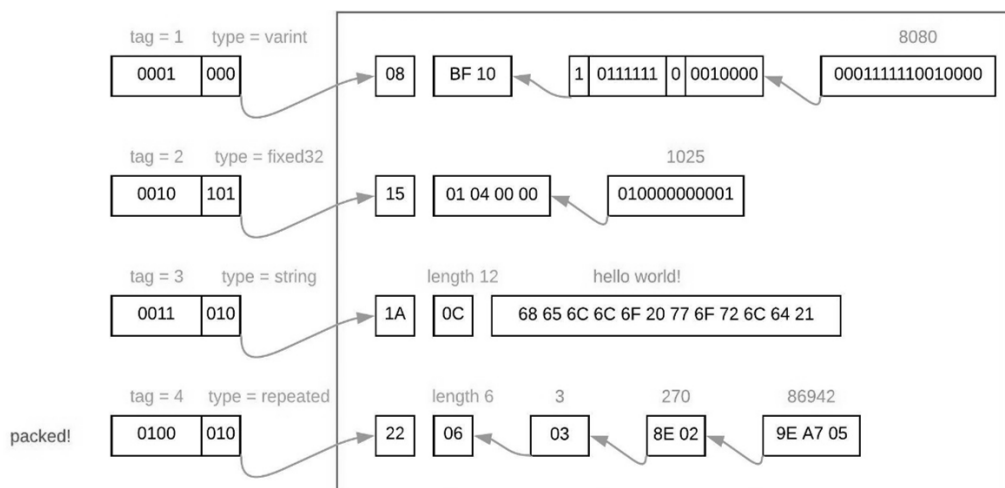 tag = 1 type = varint 8080
0001 000 08 BF 10 1 0111111 0 0010000 0001111110010000
tag = 2 type = fixed32 1025
0010 101 15 01 04 00 00 010000000001
tag = 3 type = string length 12 hello world!
0011 010 1A 0C 68 65 6C 6C 6F 20 77 6F 72 6C 64 21
tag = 4 type = repeated length 6 3 270 86942
packed! 0100 010 22 06 03 8E 02 9E A7 05